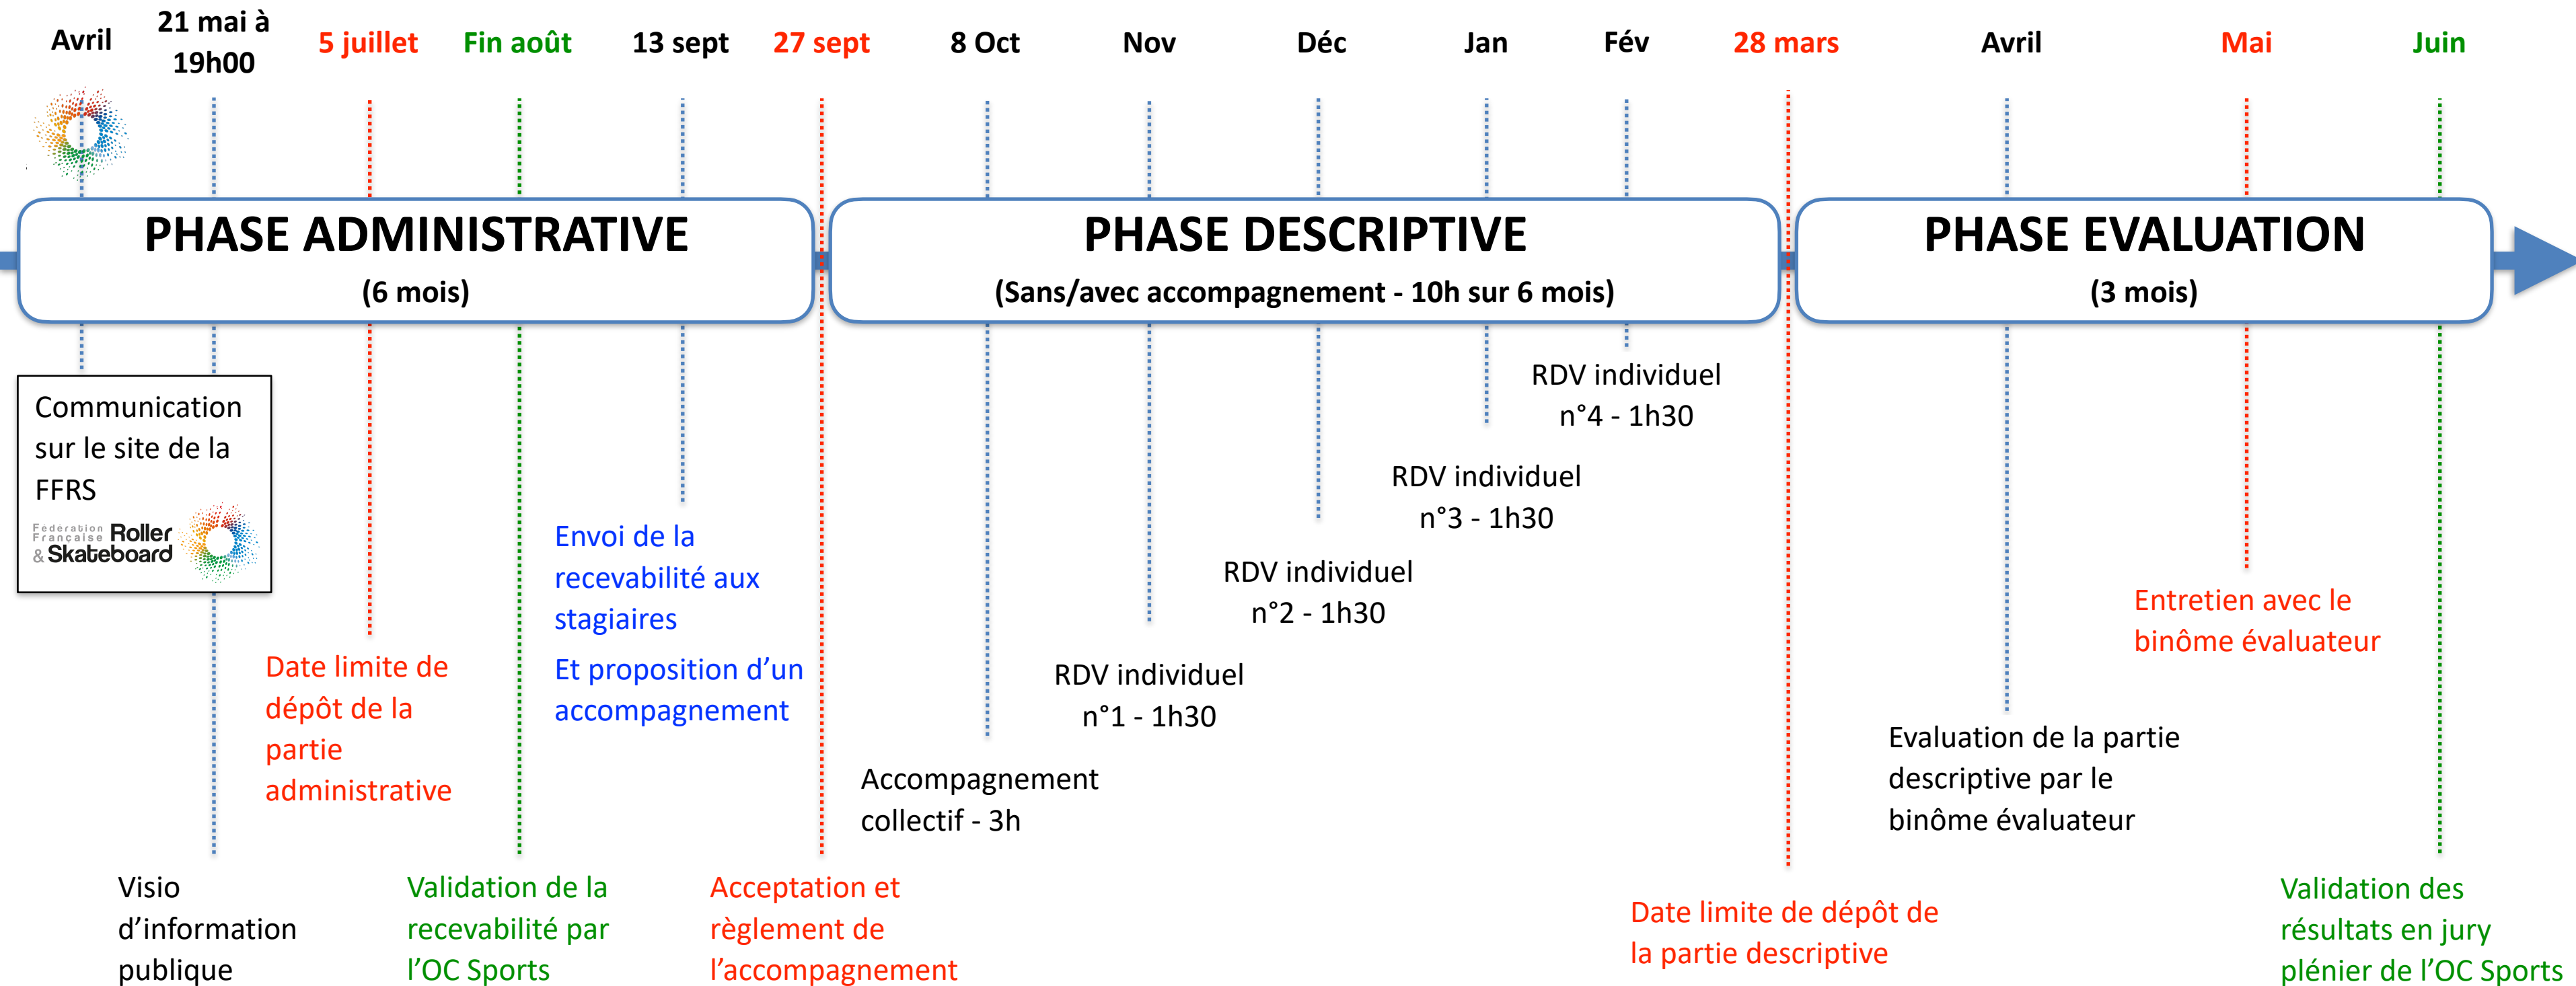 Avril
21 mai à
19h00
5 juillet
Fin août
13 sept
27 sept
8 Oct
Nov
Déc
Jan
Fév
28 mars
Avril
Mai
Juin
PHASE ADMINISTRATIVE
(6 mois)
PHASE DESCRIPTIVE
(Sans/avec accompagnement - 10h sur 6 mois)
PHASE EVALUATION
(3 mois)
Communication
sur le site de la
FFRS
Fédération
Française Roller
& Skateboard
Visio
d’information
publique
Date limite de
dépôt de la
partie
administrative
Validation de la
recevabilité par
l’OC Sports
Envoi de la
recevabilité aux
stagiaires
Et proposition d’un
accompagnement
Acceptation et
règlement de
l’accompagnement
Accompagnement
collectif - 3h
RDV individuel
n°1 - 1h30
RDV individuel
n°2 - 1h30
RDV individuel
n°3 - 1h30
RDV individuel
n°4 - 1h30
Date limite de dépôt de
la partie descriptive
Evaluation de la partie
descriptive par le
binôme évaluateur
Entretien avec le
binôme évaluateur
Validation des
résultats en jury
plénier de l’OC Sports